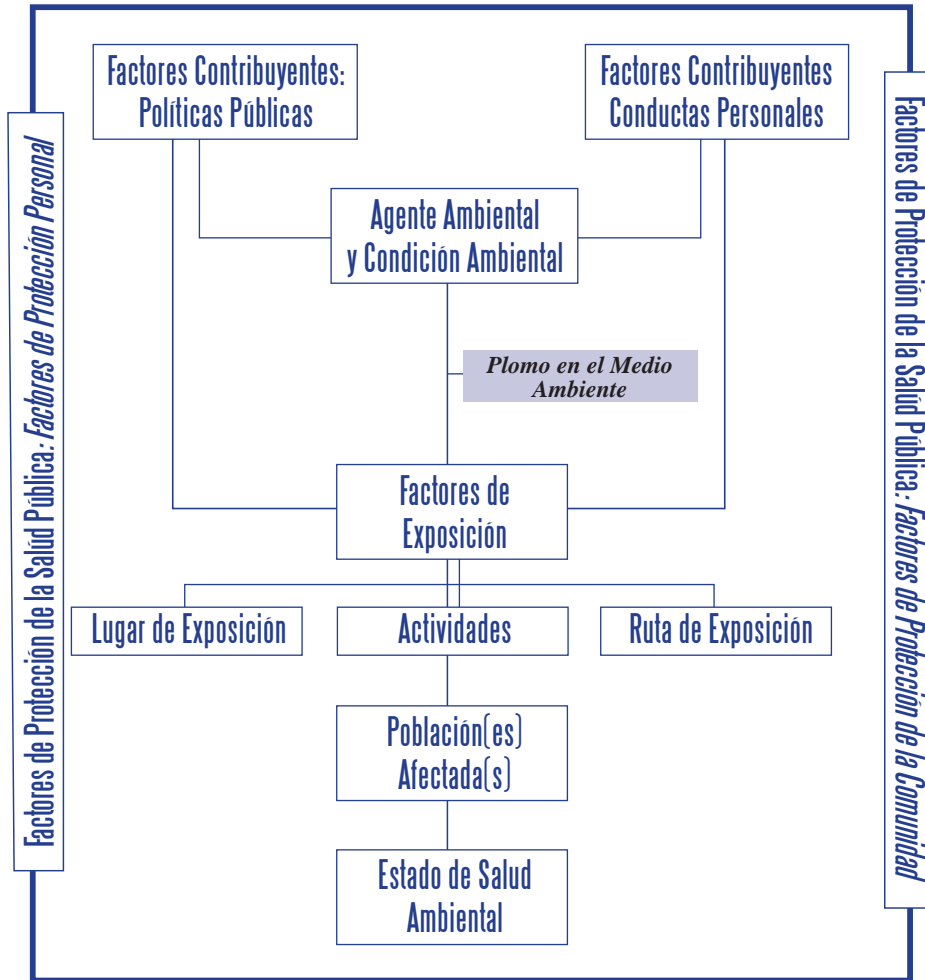 Factores Contribuyentes:
Políticas Públicas
Factores Contribuyentes
Conductas Personales
Factores de Protección de la Salúd Pública: Factores de Protección Personal
Agente Ambiental
y Condición Ambiental
Plomo en el Medio
Ambiente
Factores de
Exposición
Lugar de Exposición
Actividades
Ruta de Exposición
Población(es)
Afectada(s)
Estado de Salud
Ambiental
Factores de Protección de la Salúd Pública: Factores de Protección de la Comunidad